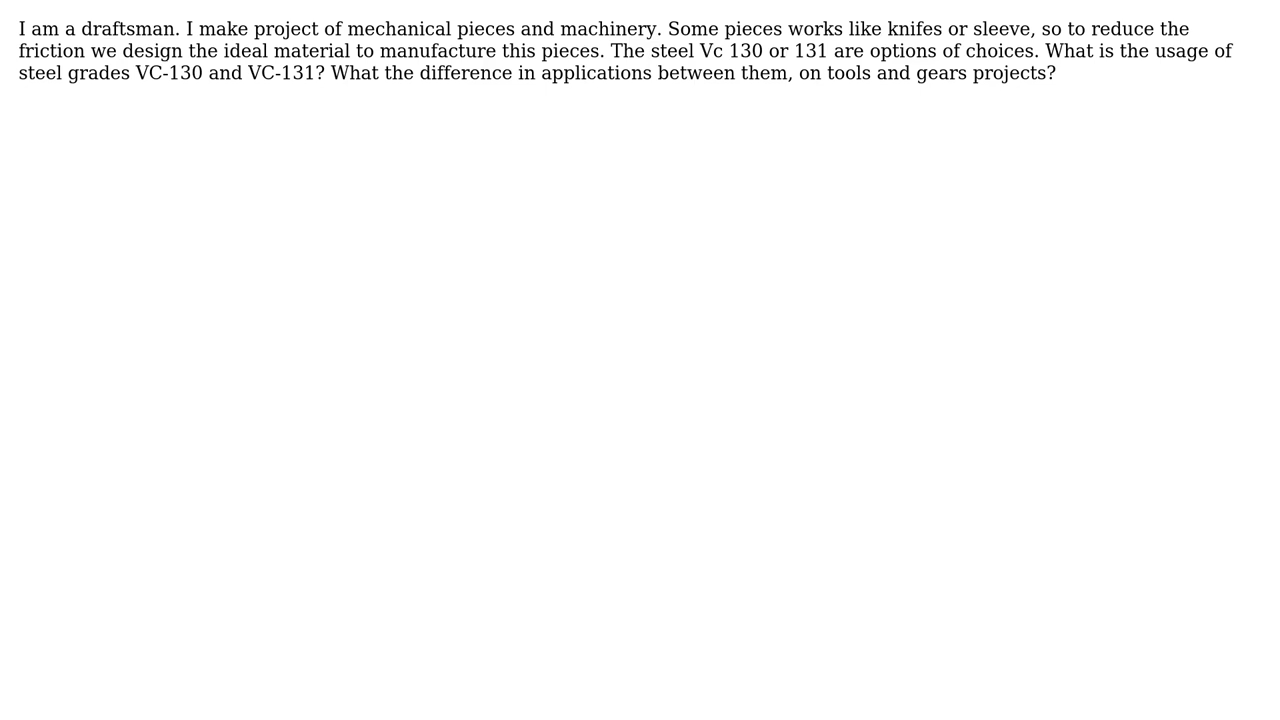 I am a draftsman. I make project of mechanical pieces and machinery. Some pieces works like knifes or sleeve, so to reduce the
friction we design the ideal material to manufacture this pieces. The steel Vc 130 or 131 are options of choices. What is the usage of
steel grades VC-130 and VC-131? What the difference in applications between them, on tools and gears projects?